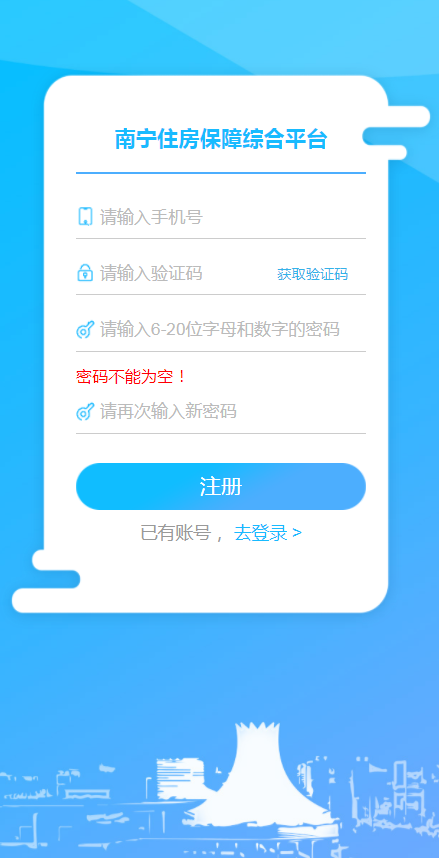 南宁住房保障综合平台
请输入手机号
请输入验证码 获取验证码
请输入6-20位字母和数字的密码
密码不能为空！
请再次输入新密码
注册
已有账号，去登录 >